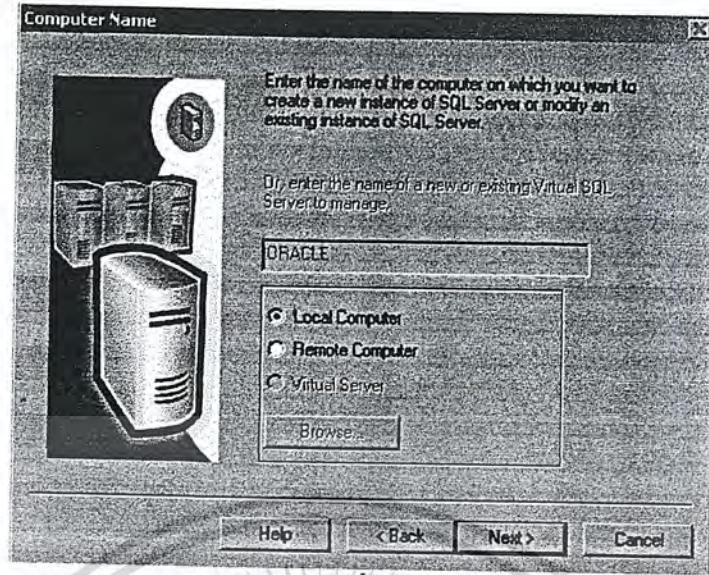 Computer Name
Enter the name of the computer on which you want to
create a new instance of SQL Server or modify an
existing instance of SQL Server.
Or, enter the name of a new or existing Virtual SQL
Server to manage.
ORACLE
Local Computer
Remote Computer
Virtual Server
Browse...
Help
< Back
Next >
Cancel